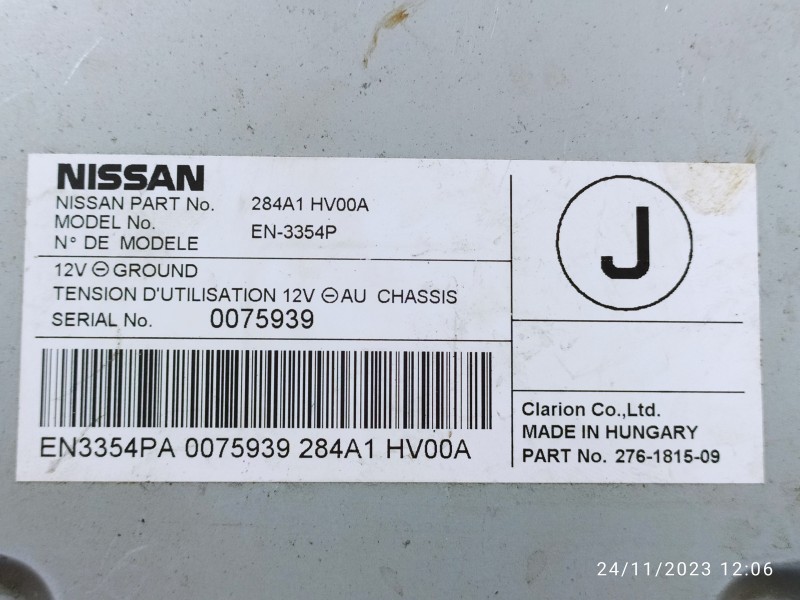 NISSAN
NISSAN PART No. 284A1 HV00A
MODEL No.
N° DE MODELE EN-3354P
12V ⊖ GROUND
TENSION D'UTILISATION 12V ⊖ AU CHASSIS
SERIAL No. 0075939
EN3354PA 0075939 284A1 HV00A
J
Clarion Co.,Ltd.
MADE IN HUNGARY
PART No. 276-1815-09
24/11/2023 12:06